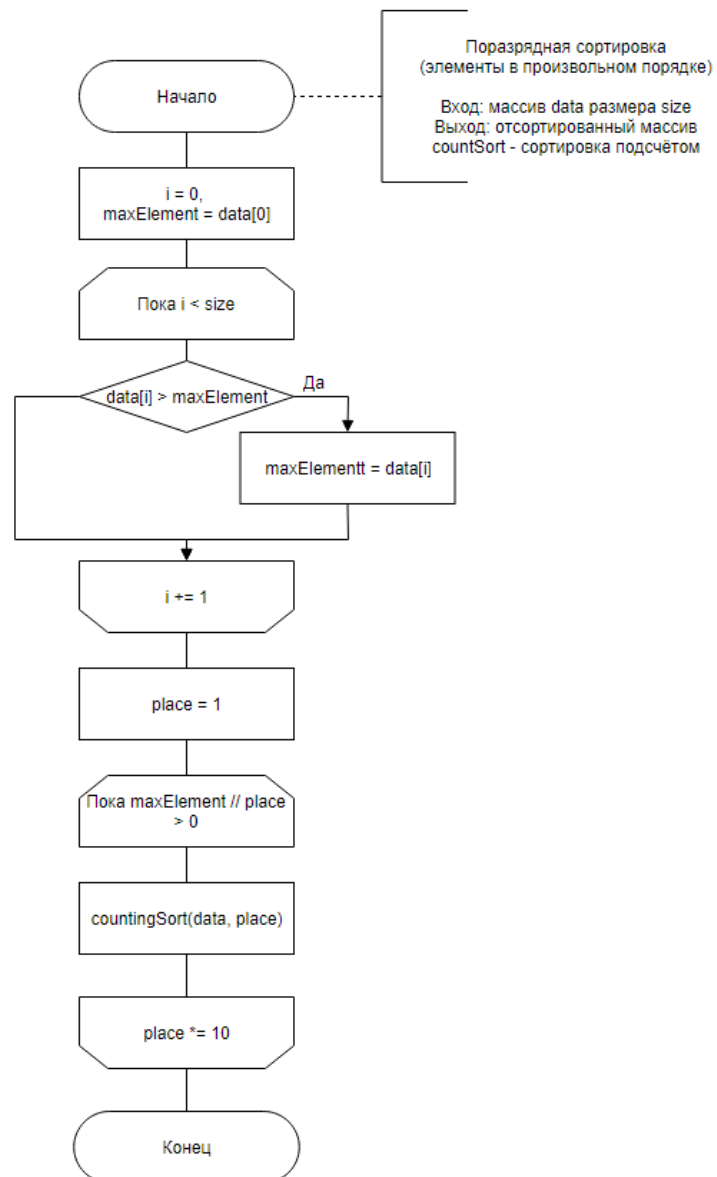 Поразрядная сортировка
(элементы в произвольном порядке)
Вход: массив data размера size
Выход: отсортированный массив
countSort - сортировка подсчётом
Начало
i = 0,
maxElement = data[0]
Пока i < size
data[i] > maxElement
Да
maxElementt = data[i]
i += 1
place = 1
Пока maxElement // place
> 0
countingSort(data, place)
place *= 10
Конец